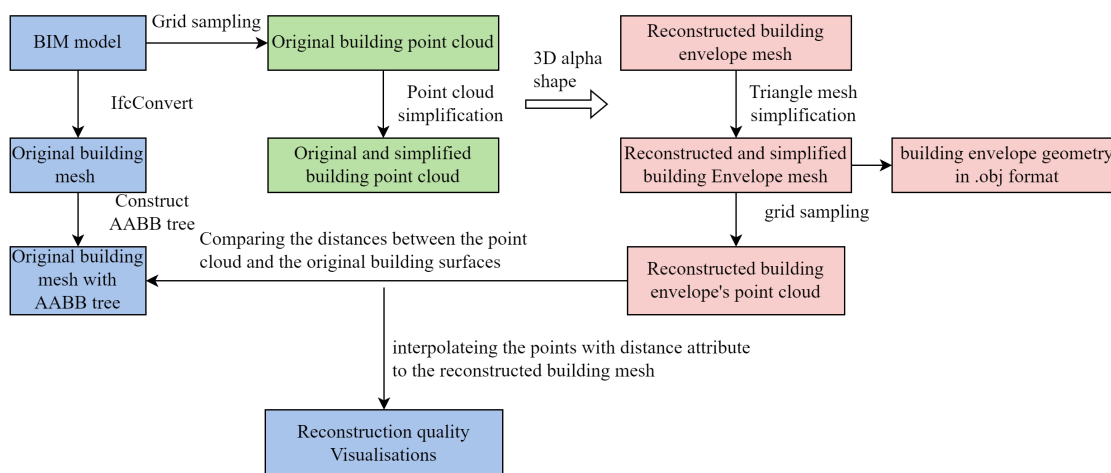 BIM model
Grid sampling
Original building point cloud
3D alpha
shape
Reconstructed building
envelope mesh
IfcConvert
Point cloud
simplification
Triangle mesh
simplification
Original building
mesh
Original and simplified
building point cloud
Reconstructed and simplified
building Envelope mesh
building envelope geometry
in .obj format
Construct
AABB tree
grid sampling
Comparing the distances between the point
cloud and the original building surfaces
Original building
mesh with
AABB tree
Reconstructed building
envelope's point cloud
interpolateing the points with distance attribute
to the reconstructed building mesh
Reconstruction quality
Visualisations